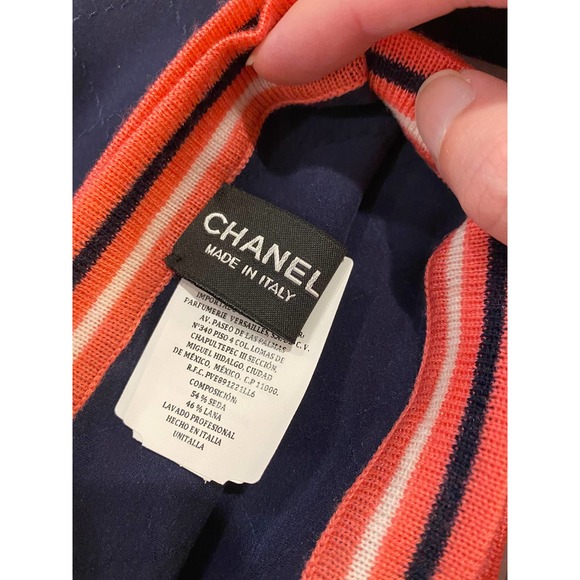 CHANEL
MADE IN ITALY
PARFUMERIE VERSAILLES C. V.
AV. PASEO DE LAS PALMAS
N°340 PISO 4 COL. LOMAS DE
CHAPULTEPEC III SECCIÓN,
MIGUEL HIDALGO, CIUDAD
DE MÉXICO, MÉXICO, C.P 11000.
R.F.C. PVE891221LL6
COMPOSICIÓN:
54 % SEDA
46 % LANA
LAVADO PROFESIONAL
HECHO EN ITALIA
UNITALLA